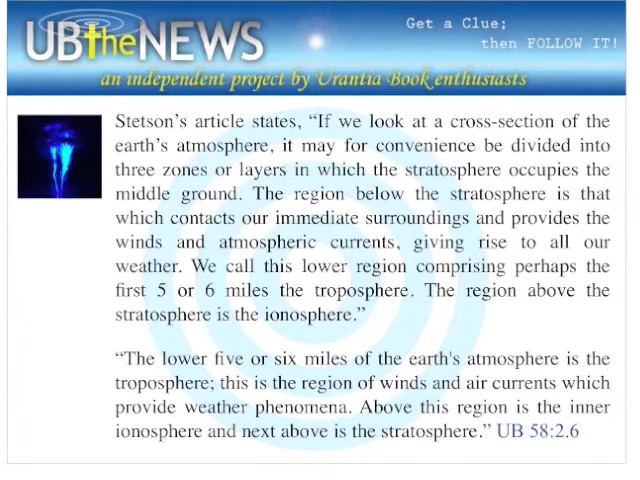 UBtheNEWS
Get a Clue;
then FOLLOW IT!
an independent project by Urantia Book enthusiasts
Stetson's article states, “If we look at a cross-section of the
earth's atmosphere, it may for convenience be divided into
three zones or layers in which the stratosphere occupies the
middle ground. The region below the stratosphere is that
which contacts our immediate surroundings and provides the
winds and atmospheric currents, giving rise to all our
weather. We call this lower region comprising perhaps the
first 5 or 6 miles the troposphere. The region above the
stratosphere is the ionosphere.”
“The lower five or six miles of the earth's atmosphere is the
troposphere; this is the region of winds and air currents which
provide weather phenomena. Above this region is the inner
ionosphere and next above is the stratosphere.” UB 58:2.6